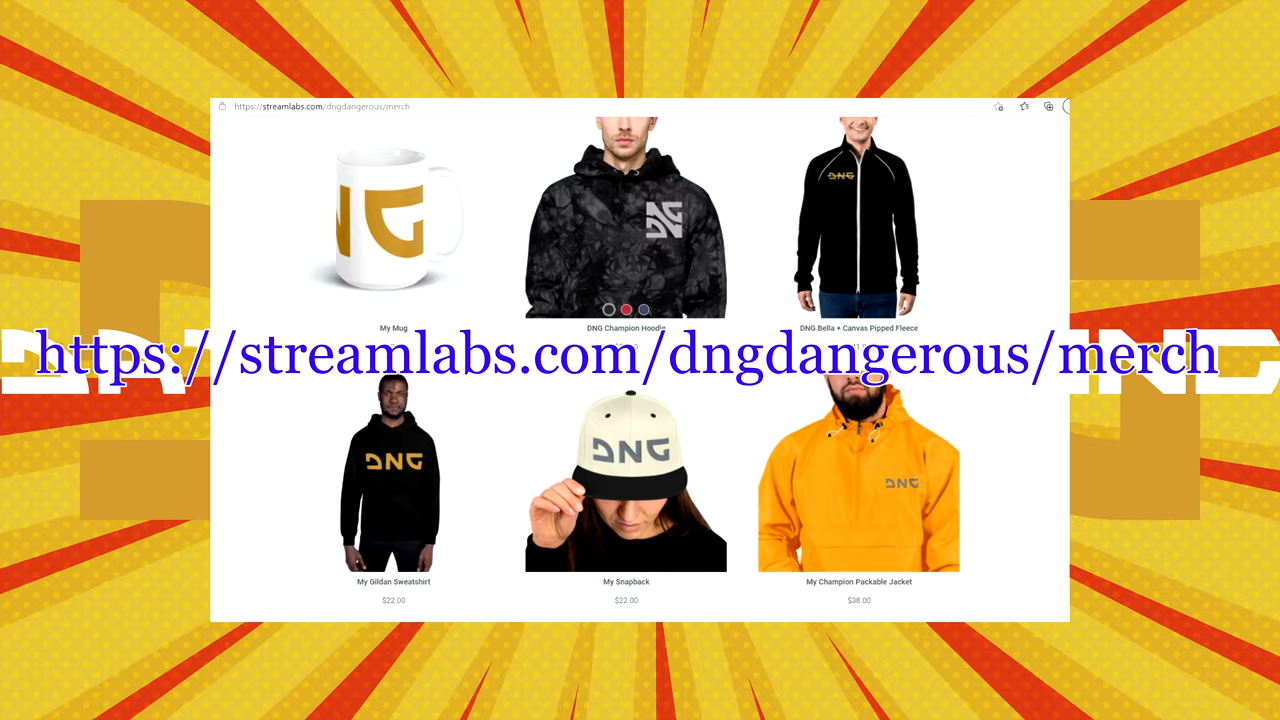 https://streamlabs.com/dngdangerous/merch
NG
DNG
DNG
My Mug
DNG Champion Hoodie
DNG Bella + Canvas Pipped Fleece
https://streamlabs.com/dngdangerous/merch
DNG
DNG
DNG
DNG
My Gildan Sweatshirt
My Snapback
My Champion Packable Jacket
$22.00
$22.00
$38.00